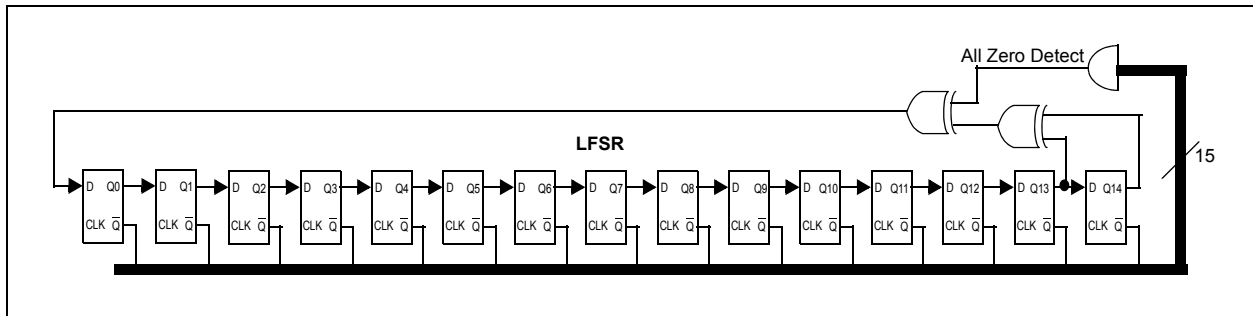 All Zero Detect
LFSR
15
D Q0 D Q1 D Q2 D Q3 D Q4 D Q5 D Q6 D Q7 D Q8 D Q9 D Q10 D Q11 D Q12 D Q13 D Q14
CLK Q̅ CLK Q̅ CLK Q̅ CLK Q̅ CLK Q̅ CLK Q̅ CLK Q̅ CLK Q̅ CLK Q̅ CLK Q̅ CLK Q̅ CLK Q̅ CLK Q̅ CLK Q̅ CLK Q̅